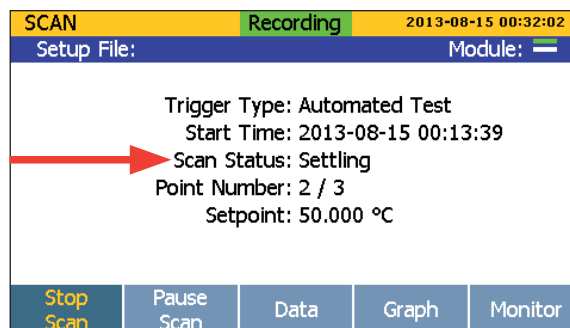 SCAN Recording 2013-08-15 00:32:02
Setup File: Module:
Trigger Type: Automated Test
Start Time: 2013-08-15 00:13:39
Scan Status: Settling
Point Number: 2 / 3
Setpoint: 50.000 °C
Stop Scan
Pause Scan
Data
Graph
Monitor